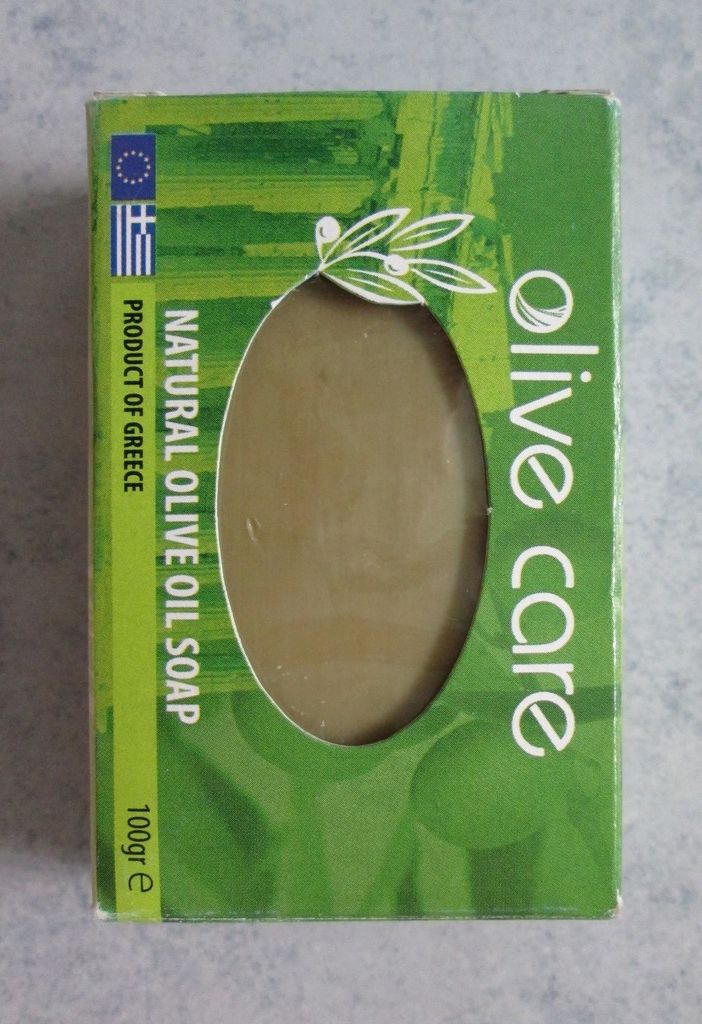 olive care
NATURAL OLIVE OIL SOAP
PRODUCT OF GREECE
100gr ℮